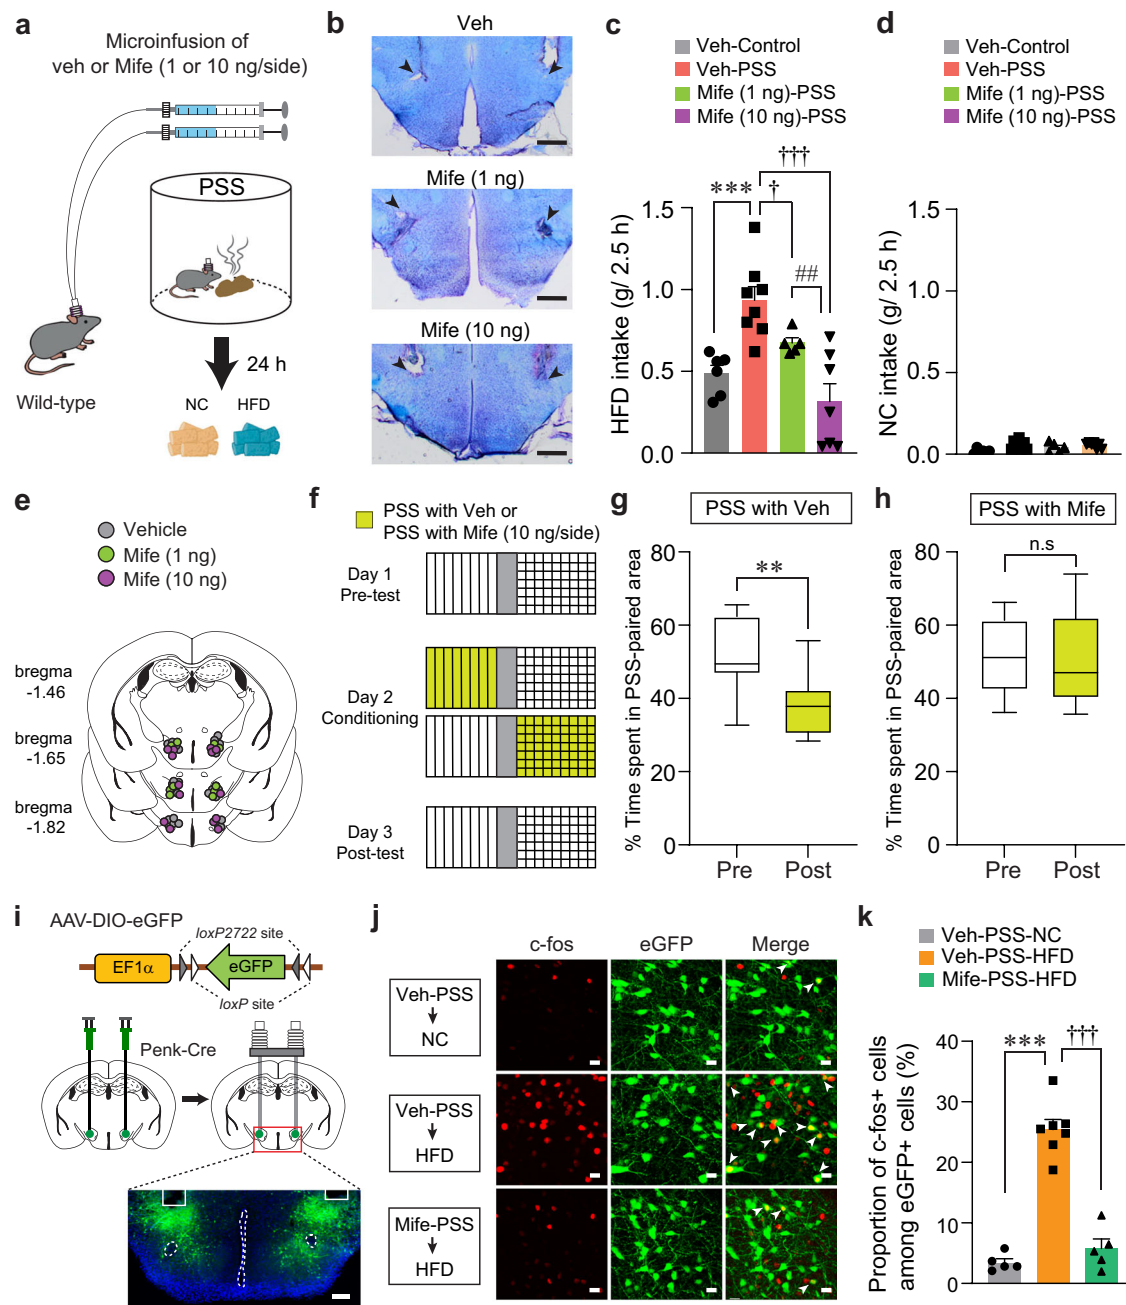 a
Microinfusion of
veh or Mife (1 or 10 ng/side)
PSS
24 h
Wild-type
NC
HFD
b
Veh
Mife (1 ng)
Mife (10 ng)
c
Veh-Control
Veh-PSS
Mife (1 ng)-PSS
Mife (10 ng)-PSS
†††
*** †
##
HFD intake (g/ 2.5 h)
1.5
1.0
0.5
0.0
d
Veh-Control
Veh-PSS
Mife (1 ng)-PSS
Mife (10 ng)-PSS
NC intake (g/ 2.5 h)
1.5
1.0
0.5
0.0
e
Vehicle
Mife (1 ng)
Mife (10 ng)
bregma
-1.46
bregma
-1.65
bregma
-1.82
f
PSS with Veh or
PSS with Mife (10 ng/side)
Day 1
Pre-test
Day 2
Conditioning
Day 3
Post-test
g
PSS with Veh
**
% Time spent in PSS-paired area
80
60
40
20
0
Pre
Post
h
PSS with Mife
n.s
% Time spent in PSS-paired area
80
60
40
20
0
Pre
Post
i
AAV-DIO-eGFP
loxP2722 site
EF1α
eGFP
loxP site
Penk-Cre
j
c-fos
eGFP
Merge
Veh-PSS
NC
Veh-PSS
HFD
Mife-PSS
HFD
k
Veh-PSS-NC
Veh-PSS-HFD
Mife-PSS-HFD
*** †††
Proportion of c-fos+ cells
among eGFP+ cells (%)
40
30
20
10
0